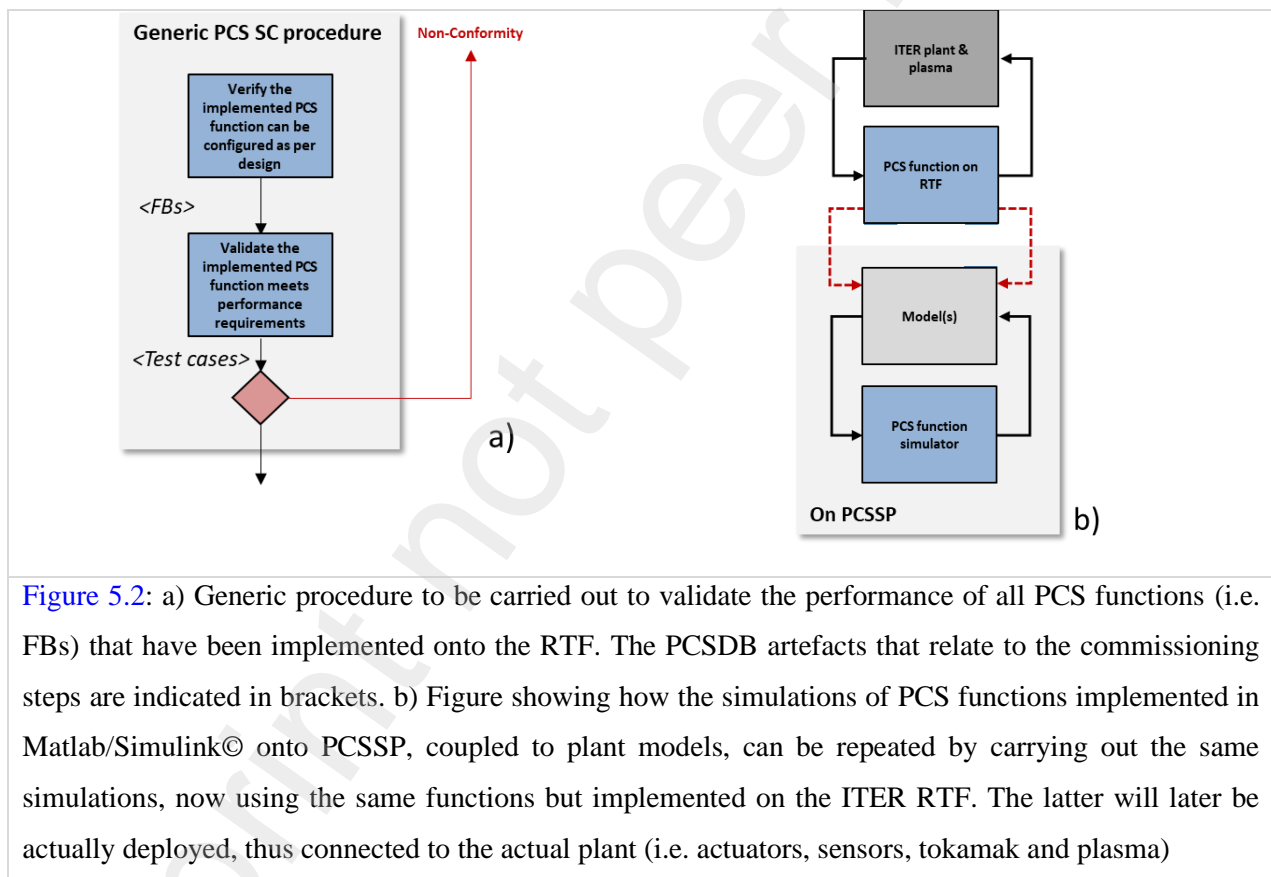 Generic PCS SC procedure
Verify the
implemented PCS
function can be
configured as per
design
<FBs>
Validate the
implemented PCS
function meets
performance
requirements
<Test cases>
Non-Conformity
a)
ITER plant &
plasma
PCS function on
RTF
Model(s)
PCS function
simulator
On PCSSP
b)
Figure 5.2: a) Generic procedure to be carried out to validate the performance of all PCS functions (i.e.
FBs) that have been implemented onto the RTF. The PCSDB artefacts that relate to the commissioning
steps are indicated in brackets. b) Figure showing how the simulations of PCS functions implemented in
Matlab/Simulink© onto PCSSP, coupled to plant models, can be repeated by carrying out the same
simulations, now using the same functions but implemented on the ITER RTF. The latter will later be
actually deployed, thus connected to the actual plant (i.e. actuators, sensors, tokamak and plasma)
print not peer